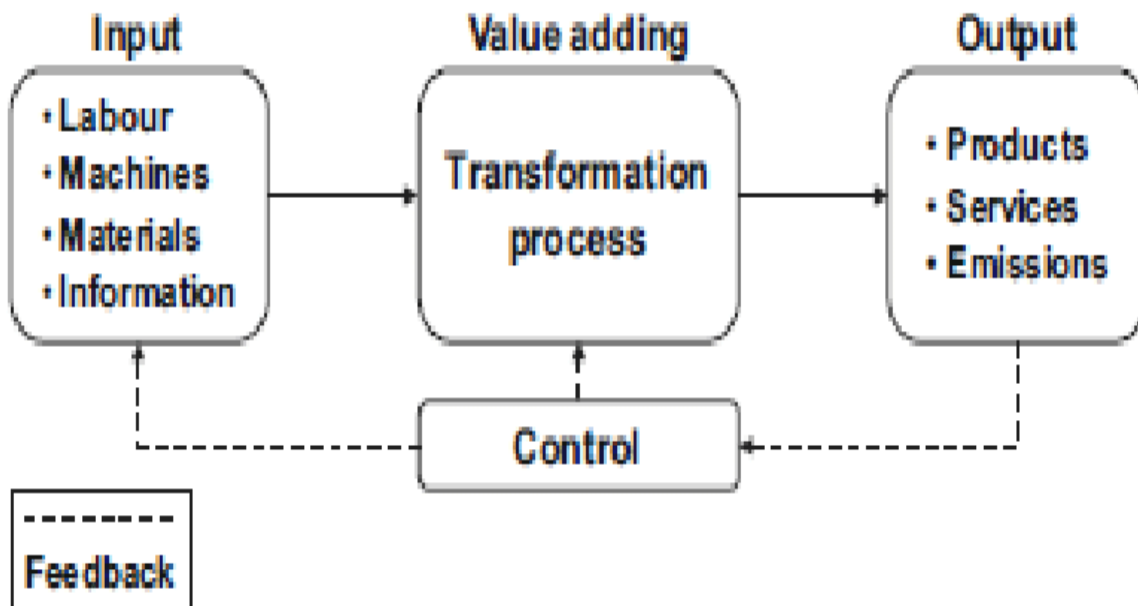 Input
• Labour
• Machines
• Materials
• Information
Value adding
Transformation
process
Output
• Products
• Services
• Emissions
Control
Feedback